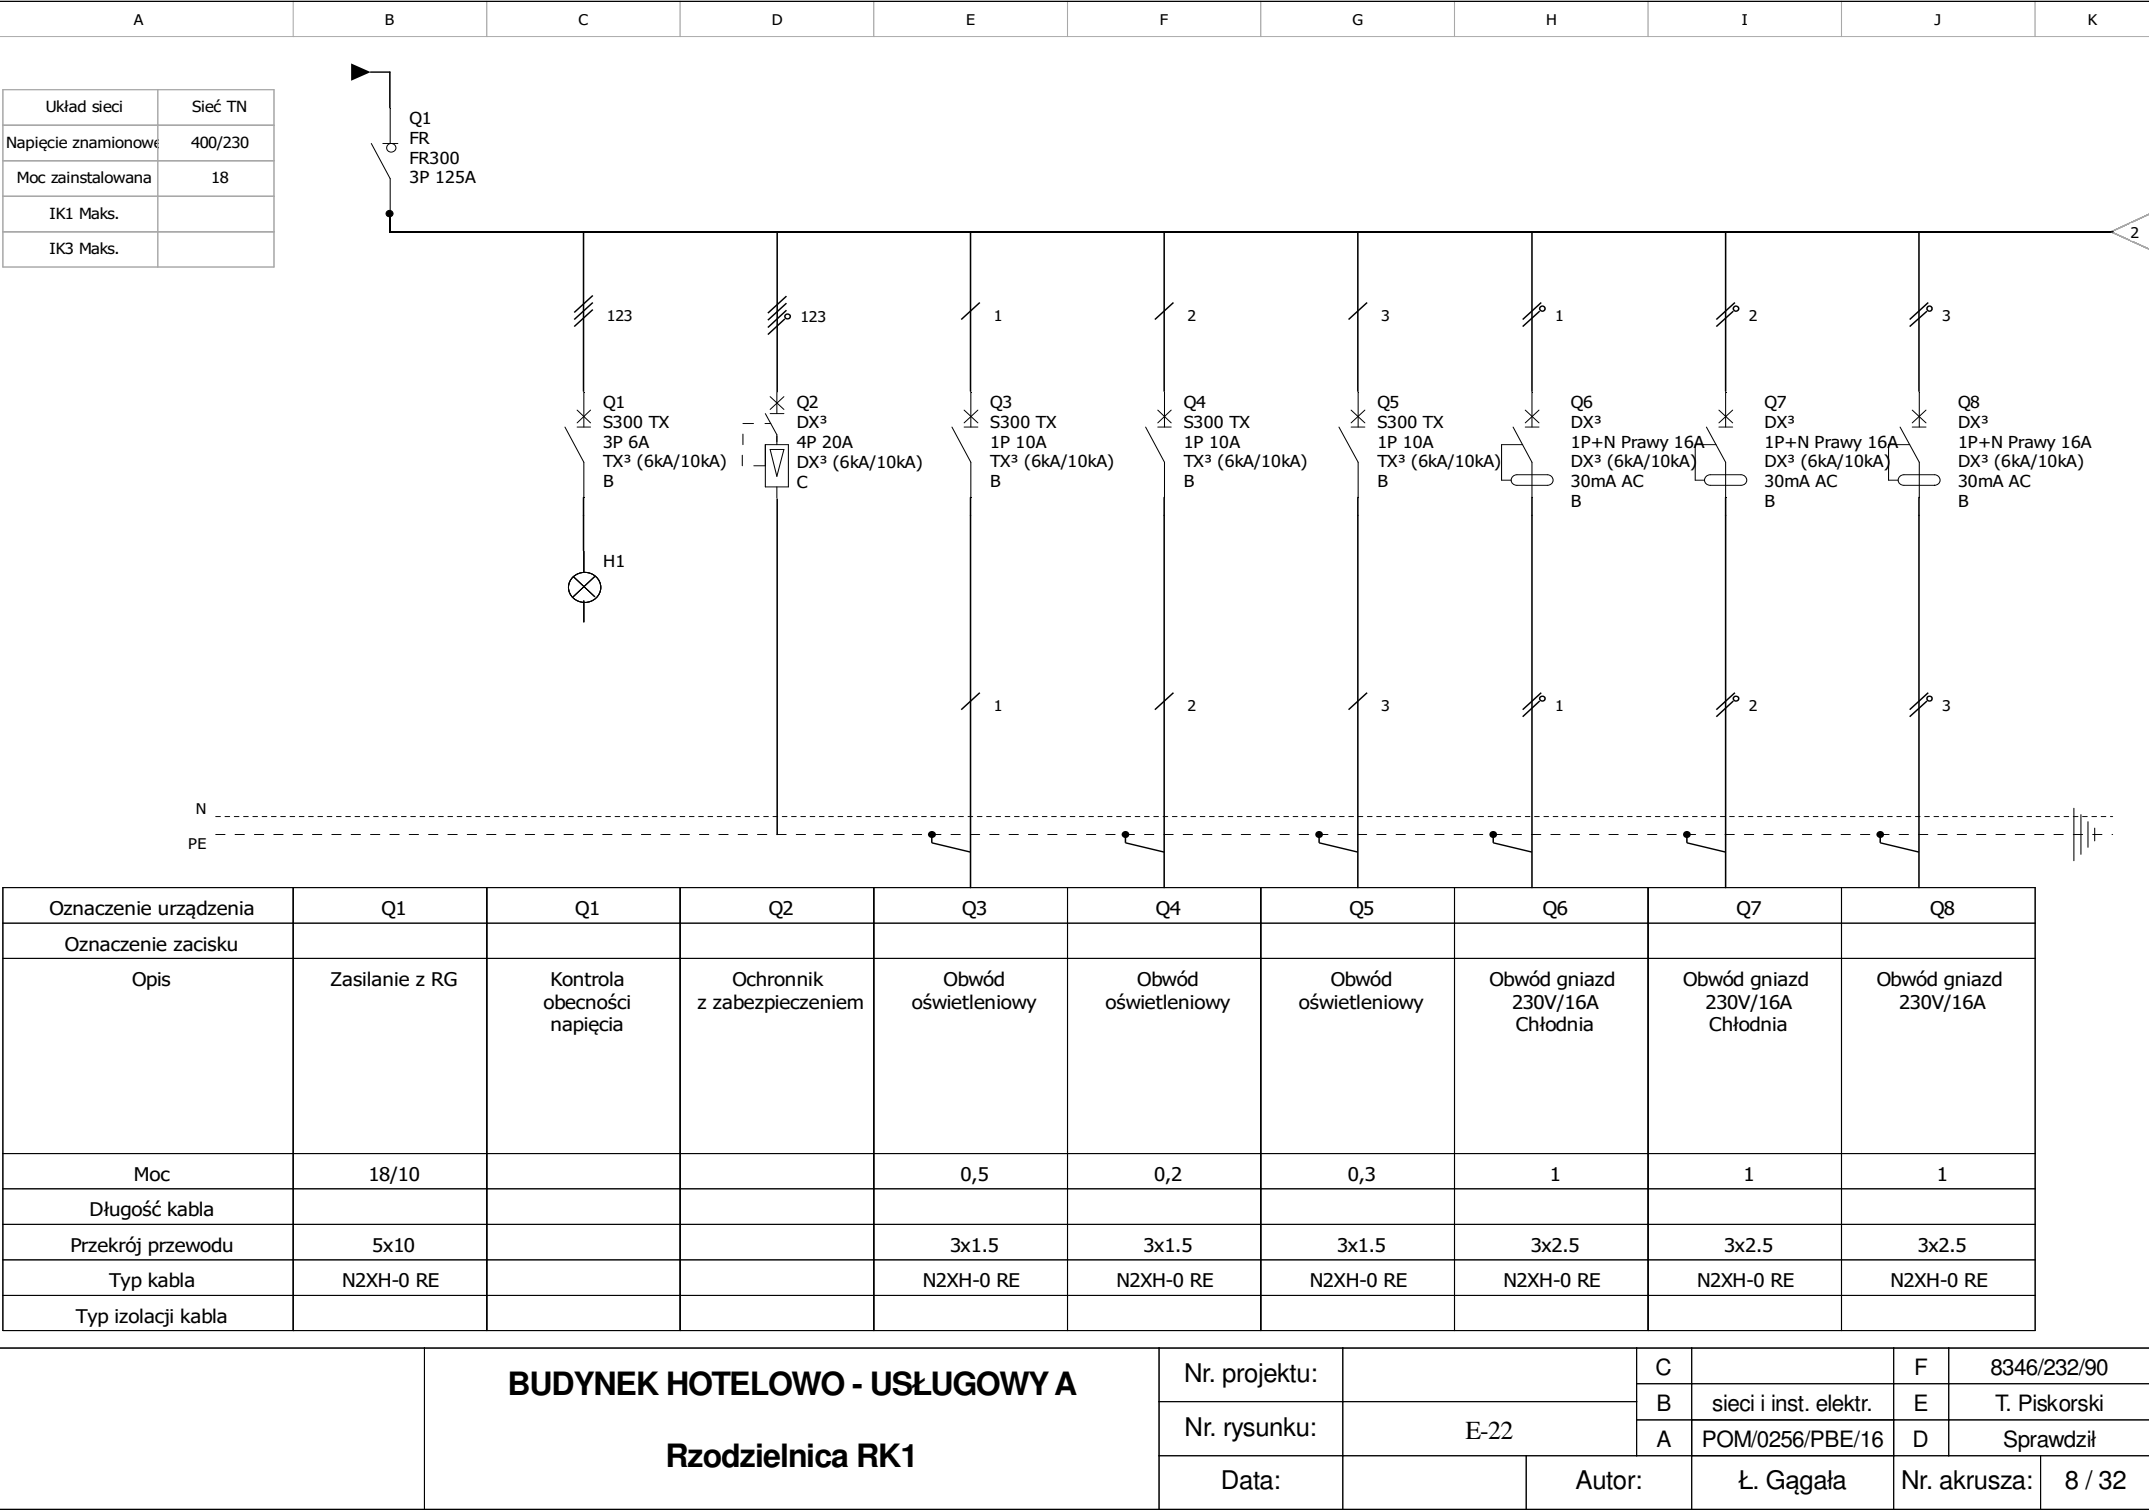 A B C D E F G H I J K
Układ sieci Sieć TN
Napięcie znamionowe 400/230
Moc zainstalowana 18
IK1 Maks.
IK3 Maks.
Q1
FR
FR300
3P 125A
2
123 123 1 2 3 1 2 3
Q1
S300 TX
3P 6A
TX³ (6kA/10kA)
B
Q2
DX³
4P 20A
DX³ (6kA/10kA)
C
Q3
S300 TX
1P 10A
TX³ (6kA/10kA)
B
Q4
S300 TX
1P 10A
TX³ (6kA/10kA)
B
Q5
S300 TX
1P 10A
TX³ (6kA/10kA)
B
Q6
DX³
1P+N Prawy 16A
DX³ (6kA/10kA)
30mA AC
B
Q7
DX³
1P+N Prawy 16A
DX³ (6kA/10kA)
30mA AC
B
Q8
DX³
1P+N Prawy 16A
DX³ (6kA/10kA)
30mA AC
B
H1
1 2 3 1 2 3
N
PE
Oznaczenie urządzenia Q1 Q1 Q2 Q3 Q4 Q5 Q6 Q7 Q8
Oznaczenie zacisku
Opis Zasilanie z RG Kontrola Ochronnik Obwód Obwód Obwód Obwód gniazd Obwód gniazd Obwód gniazd
obecności z zabezpieczeniem oświetleniowy oświetleniowy oświetleniowy 230V/16A 230V/16A 230V/16A
napięcia Chłodnia Chłodnia
Moc 18/10 0,5 0,2 0,3 1 1 1
Długość kabla
Przekrój przewodu 5x10 3x1.5 3x1.5 3x1.5 3x2.5 3x2.5 3x2.5
Typ kabla N2XH-0 RE N2XH-0 RE N2XH-0 RE N2XH-0 RE N2XH-0 RE N2XH-0 RE N2XH-0 RE
Typ izolacji kabla
BUDYNEK HOTELOWO - USŁUGOWY A
Rzodzielnica RK1
Nr. projektu:
Nr. rysunku: E-22
C F 8346/232/90
B sieci i inst. elektr. E T. Piskorski
A POM/0256/PBE/16 D Sprawdził
Data: Autor: Ł. Gągała Nr. akrusza: 8 / 32